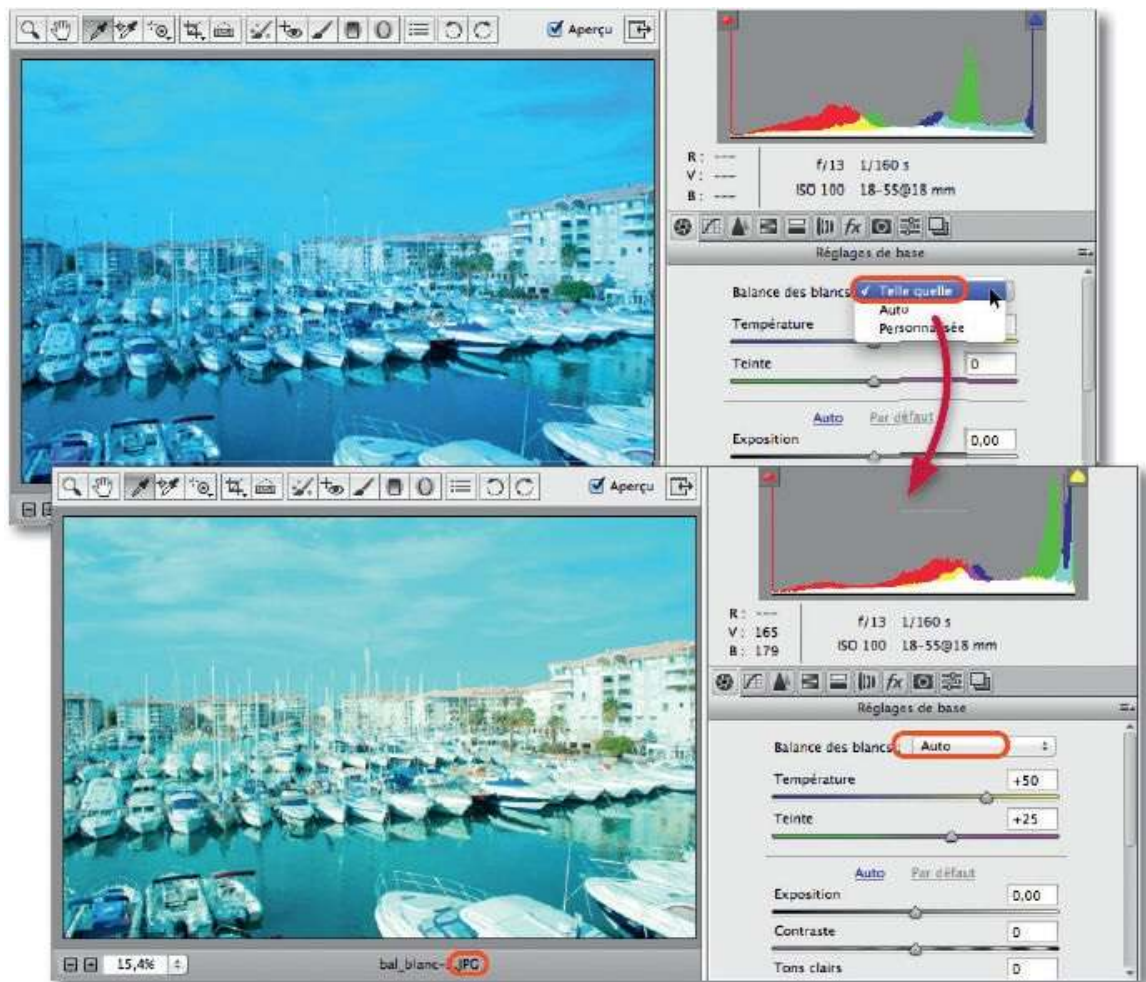 Aperçu
R : ---
V : ---
B : ---
f/13 1/160 s
ISO 100 18-55@18 mm
fx
Réglages de base
Balance des blancs
✓ Telle quelle
Auto
Personnalisée
Température
Teinte
0
Auto Par défaut
Exposition
0,00
Aperçu
R : ---
V : 165
B : 179
f/13 1/160 s
ISO 100 18-55@18 mm
fx
Réglages de base
Balance des blancs : Auto
Température
+50
Teinte
+25
Auto Par défaut
Exposition
0,00
Contraste
0
Tons clairs
0
15,4%
.JPG